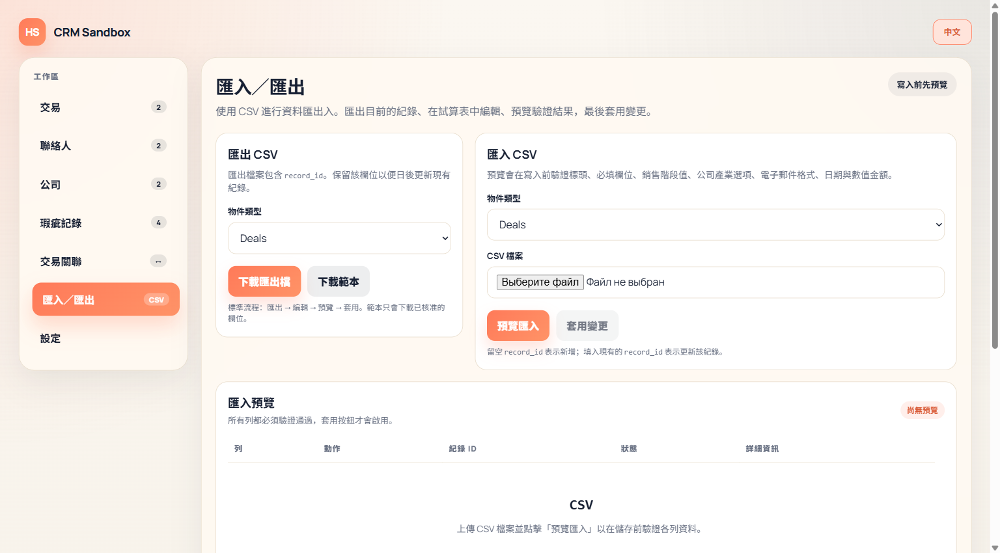 HS
CRM Sandbox
中文
工作區
交易 2
聯絡人 2
公司 2
瑕疵記錄 4
交易關聯 ↔
匯入／匯出 CSV
設定
匯入／匯出
寫入前先預覽
使用 CSV 進行資料匯出入。匯出目前的紀錄、在試算表中編輯、預覽驗證結果，最後套用變更。
匯出 CSV
匯出檔案包含 record_id。保留該欄位以便日後更新現有
紀錄。
物件類型
Deals
下載匯出檔 下載範本
標準流程：匯出 → 編輯 → 預覽 → 套用。範本只會下載已核准的
欄位。
匯入 CSV
預覽會在寫入前驗證標頭、必填欄位、銷售階段值、公司產業選項、電子郵件格式、日期與數值金額。
物件類型
Deals
CSV 檔案
Выберите файл Файл не выбран
預覽匯入 套用變更
留空 record_id 表示新增；填入現有的 record_id 表示更新該紀錄。
匯入預覽
所有列都必須驗證通過，套用按鈕才會啟用。
尚無預覽
列 動作 紀錄 ID 狀態 詳細資訊
CSV
上傳 CSV 檔案並點擊「預覽匯入」以在儲存前驗證各列資料。